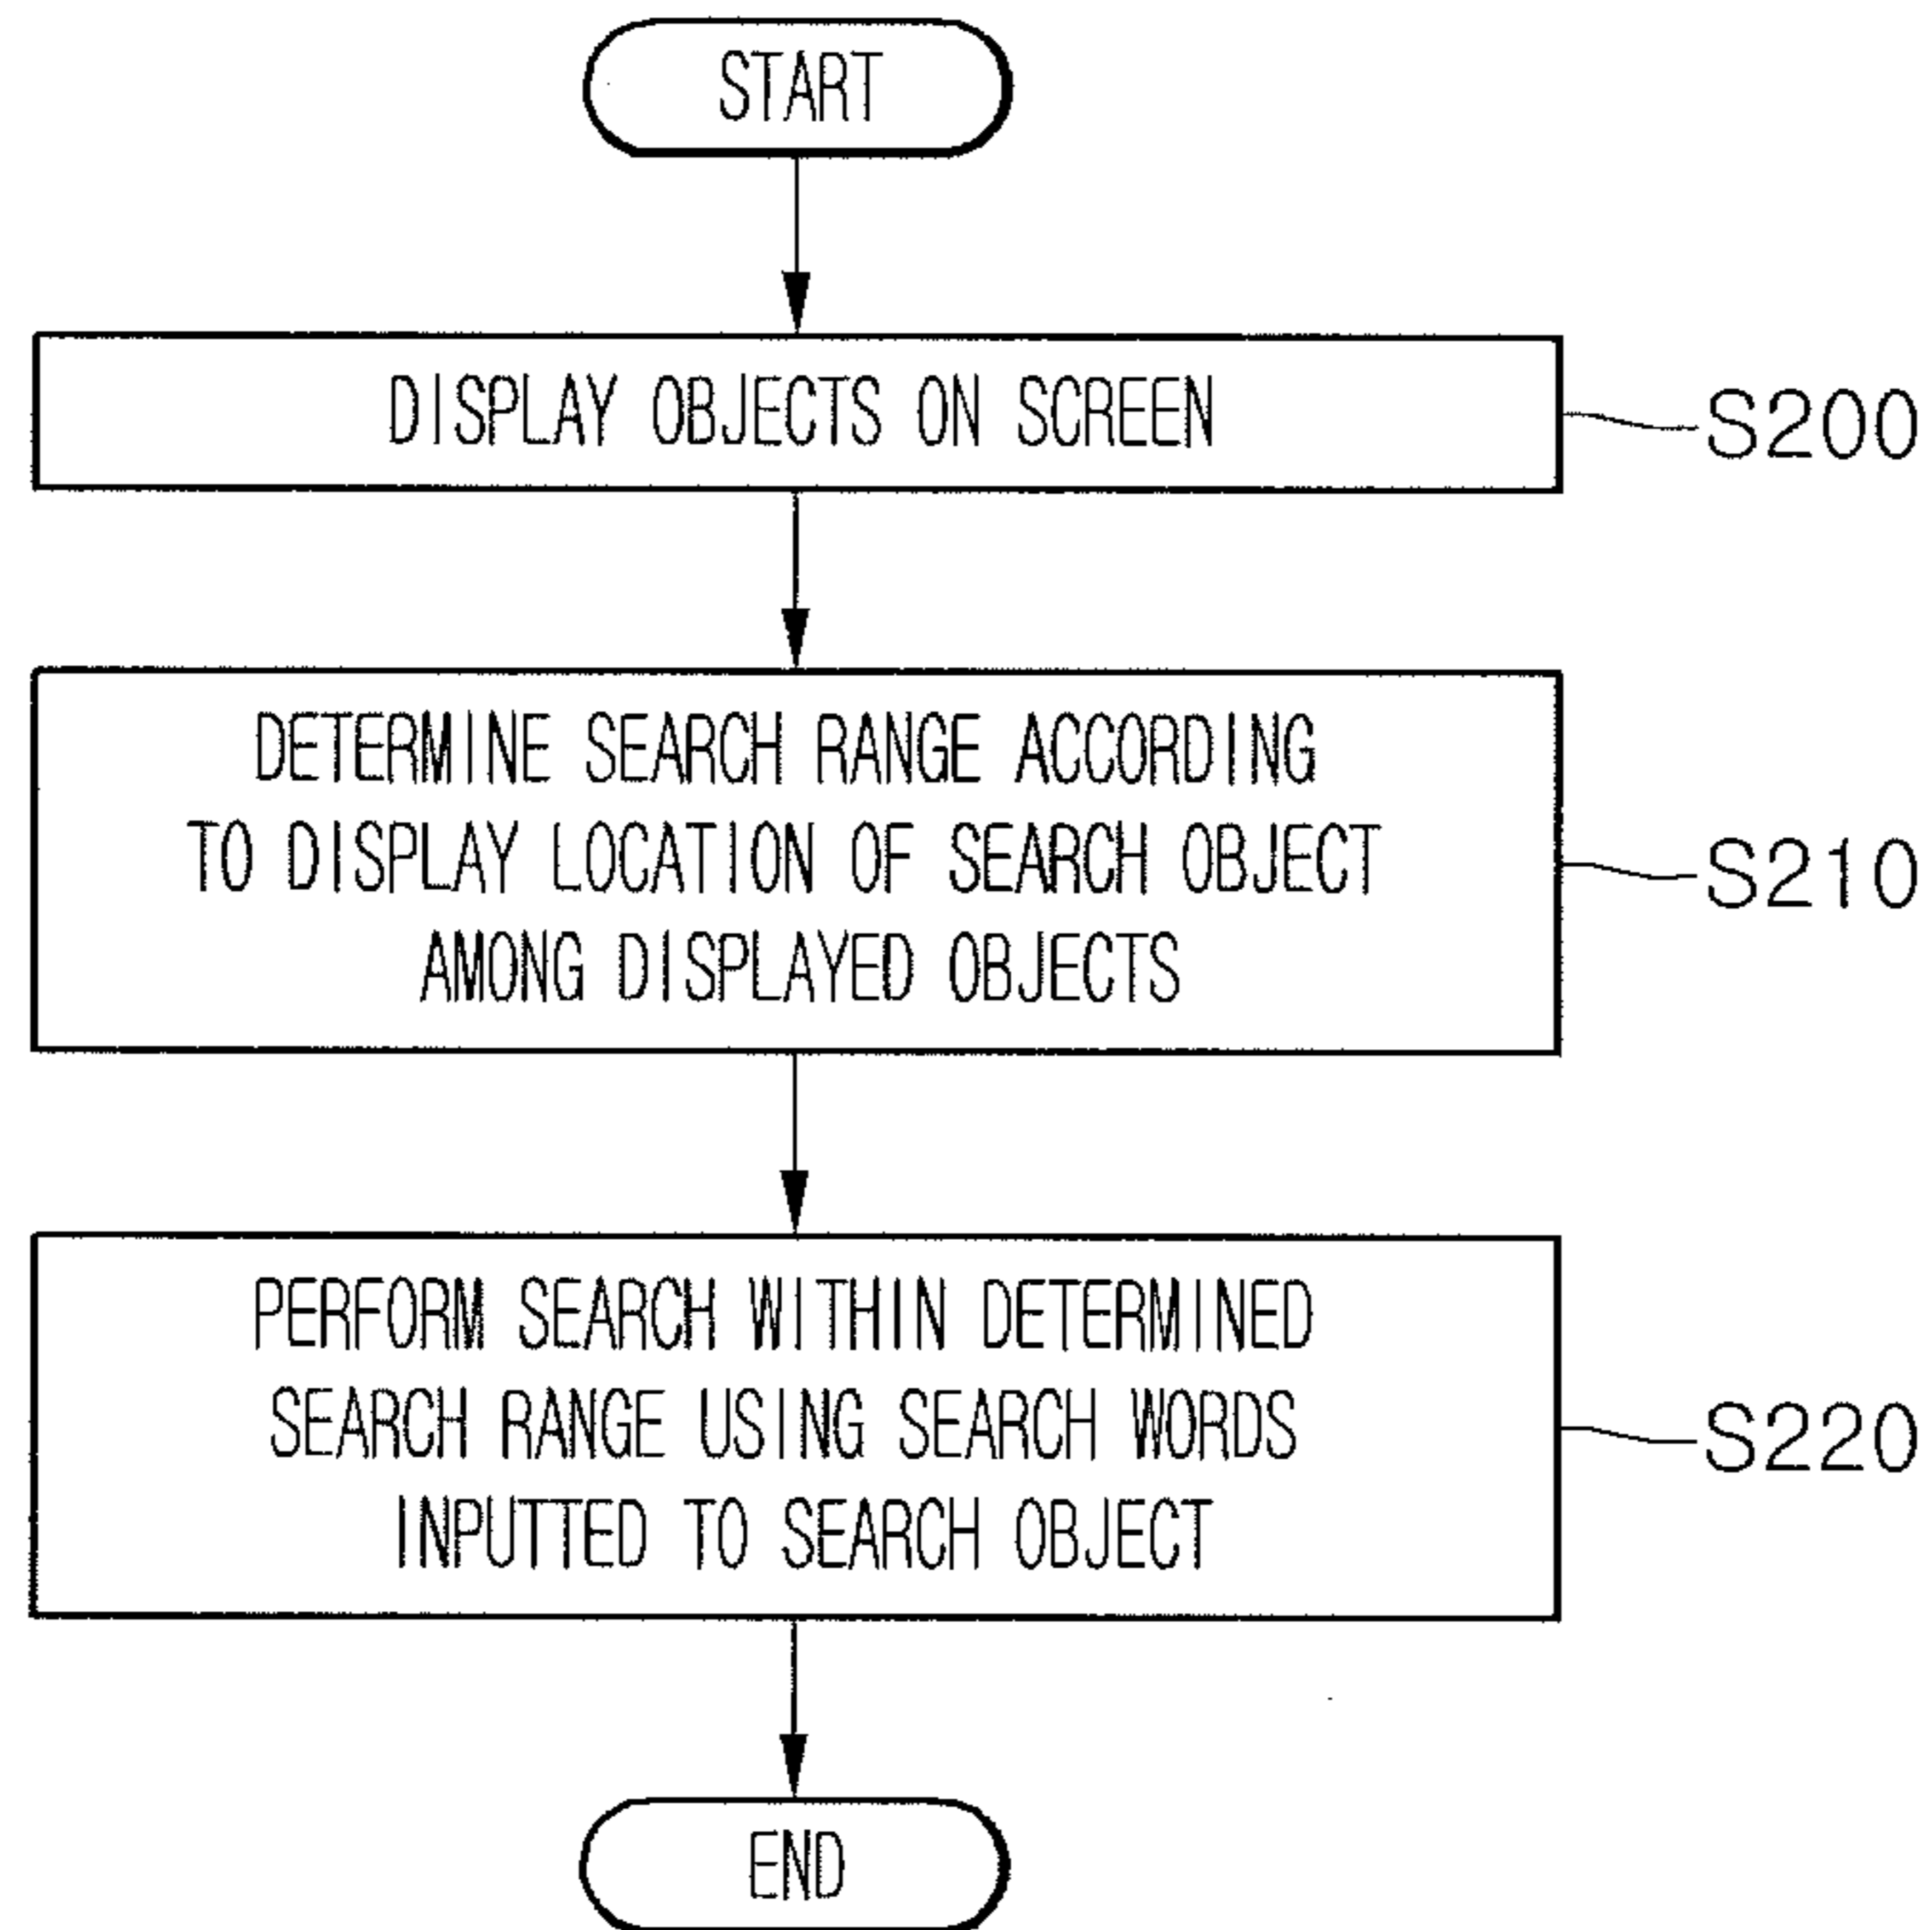 START
DISPLAY OBJECTS ON SCREEN
S200
DETERMINE SEARCH RANGE ACCORDING
TO DISPLAY LOCATION OF SEARCH OBJECT
AMONG DISPLAYED OBJECTS
S210
PERFORM SEARCH WITHIN DETERMINED
SEARCH RANGE USING SEARCH WORDS
INPUTTED TO SEARCH OBJECT
S220
END